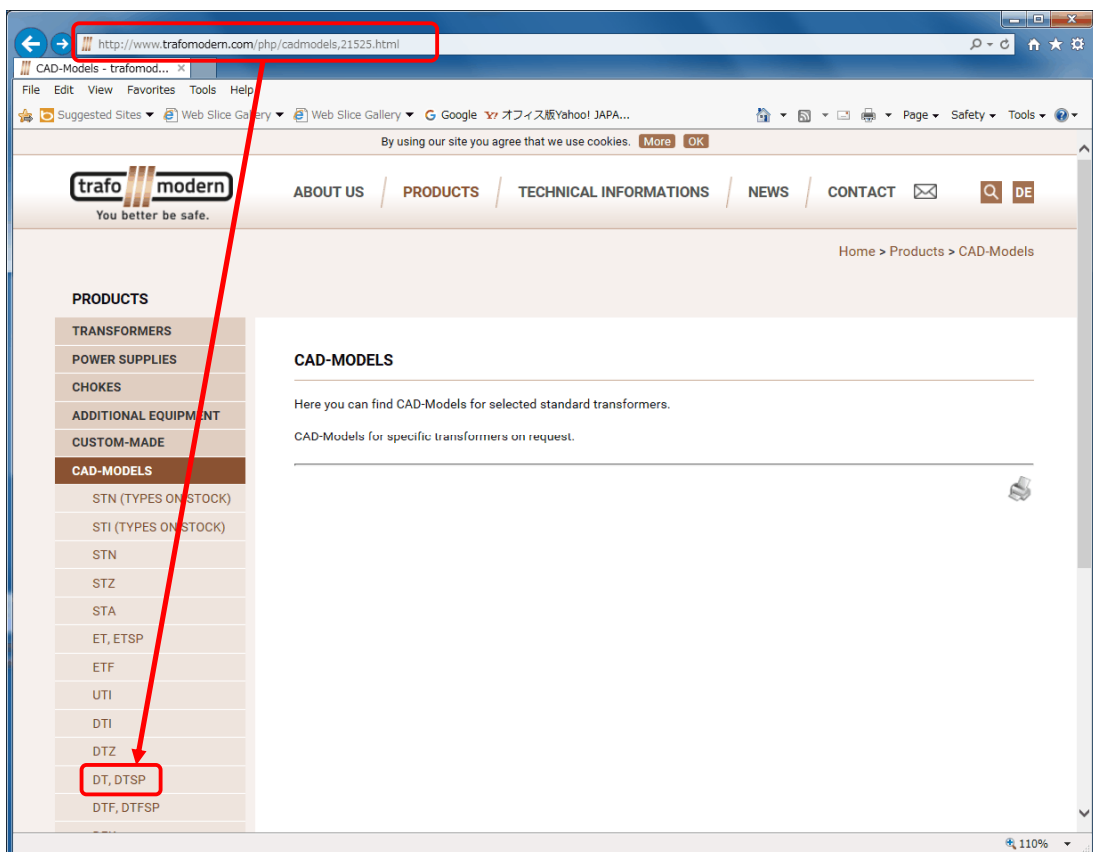 http://www.trafomodern.com/php/cadmodels,21525.html
CAD-Models - trafomod...
File Edit View Favorites Tools Help
Suggested Sites Web Slice Gallery Web Slice Gallery Google オフィス版Yahoo! JAPA... Page Safety Tools
By using our site you agree that we use cookies. More OK
trafo modern
You better be safe.
ABOUT US PRODUCTS TECHNICAL INFORMATIONS NEWS CONTACT DE
Home > Products > CAD-Models
PRODUCTS
TRANSFORMERS
POWER SUPPLIES
CHOKES
ADDITIONAL EQUIPMENT
CUSTOM-MADE
CAD-MODELS
STN (TYPES ON STOCK)
STI (TYPES ON STOCK)
STN
STZ
STA
ET, ETSP
ETF
UTI
DTI
DTZ
DT, DTSP
DTF, DTFSP
CAD-MODELS
Here you can find CAD-Models for selected standard transformers.
CAD-Models for specific transformers on request.
110%